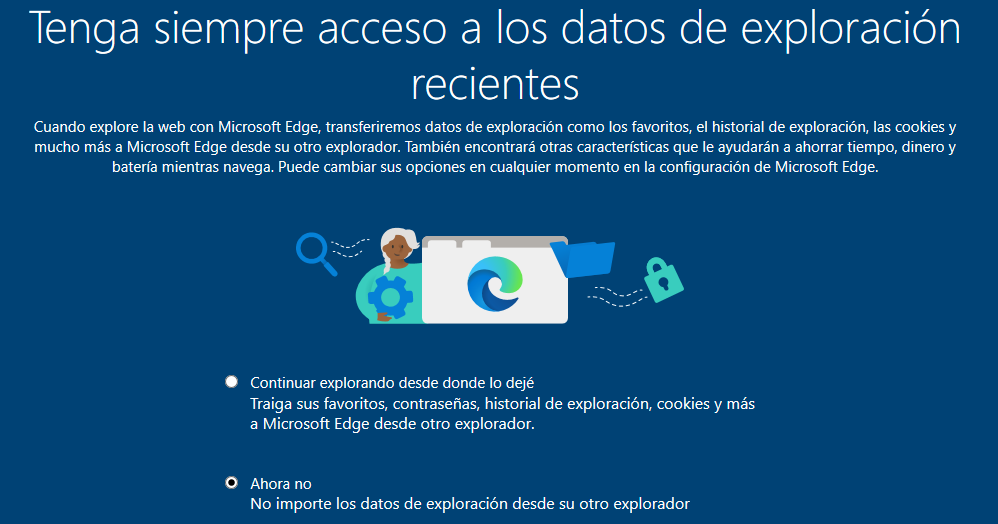 Tenga siempre acceso a los datos de exploración
recientes
Cuando explore la web con Microsoft Edge, transferiremos datos de exploración como los favoritos, el historial de exploración, las cookies y
mucho más a Microsoft Edge desde su otro explorador. También encontrará otras características que le ayudarán a ahorrar tiempo, dinero y
batería mientras navega. Puede cambiar sus opciones en cualquier momento en la configuración de Microsoft Edge.
Continuar explorando desde donde lo dejé
Traiga sus favoritos, contraseñas, historial de exploración, cookies y más
a Microsoft Edge desde otro explorador.
Ahora no
No importe los datos de exploración desde su otro explorador